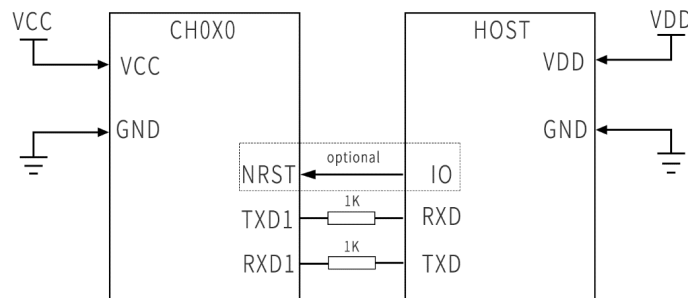 VCC
CH0X0
HOST
VDD
VCC
VDD
GND
GND
optional
NRST
IO
1K
TXD1
RXD
1K
RXD1
TXD